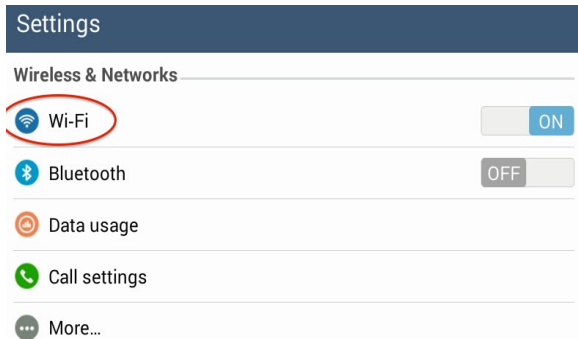 Settings
Wireless & Networks
Wi-Fi ON
Bluetooth OFF
Data usage
Call settings
More...